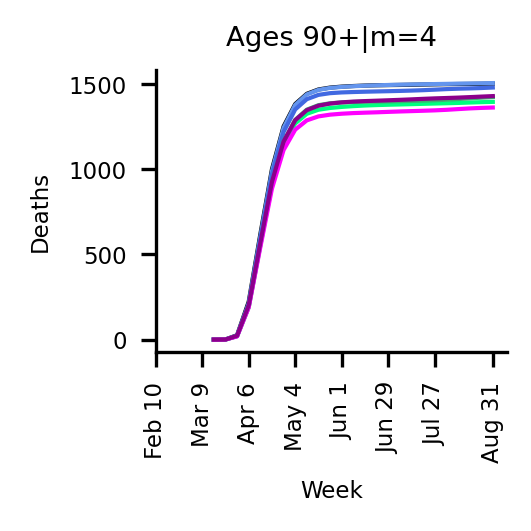 Ages 90+|m=4
1500
1000
500
0
Deaths
Feb 10
Mar 9
Apr 6
May 4
Jun 1
Jun 29
Jul 27
Aug 31
Week